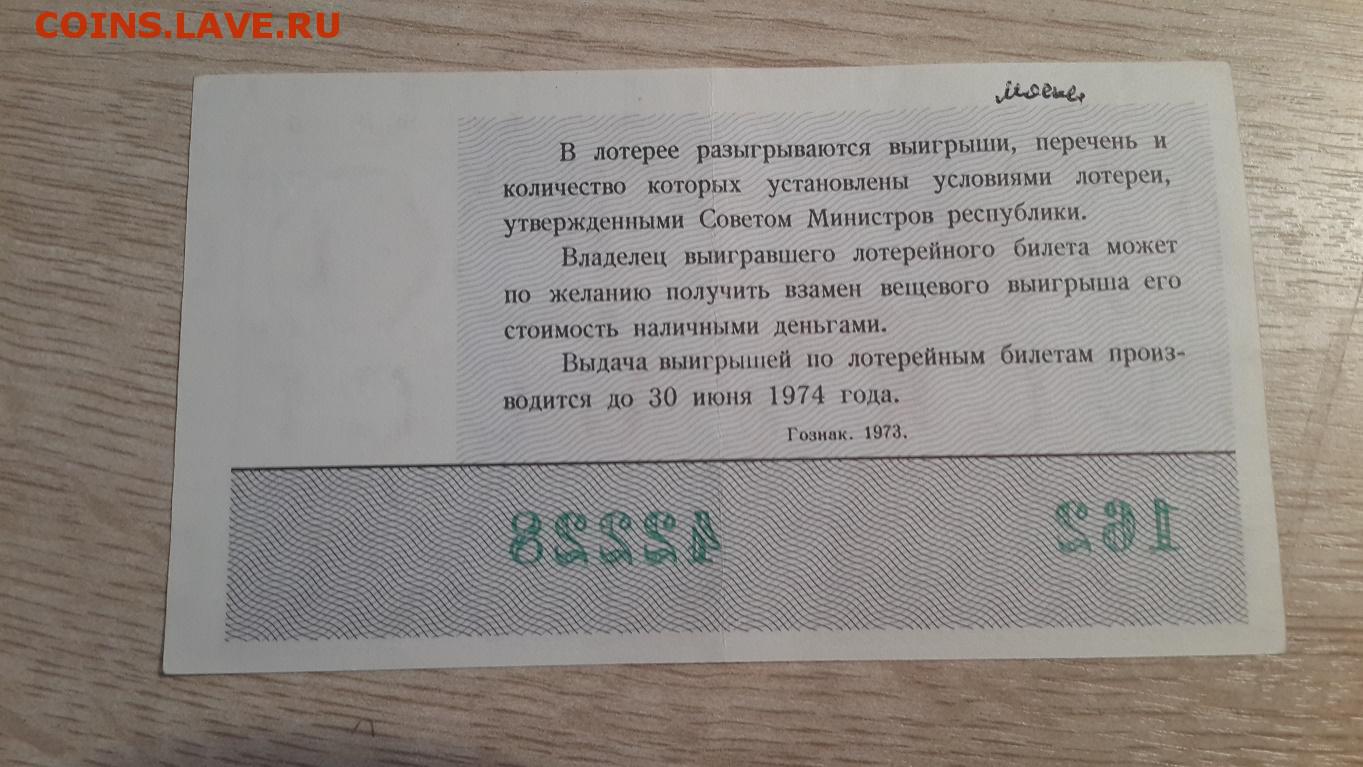 COINS.LAVE.RU
В лотерее разыгрываются выигрыши, перечень и
количество которых установлены условиями лотереи,
утвержденными Советом Министров республики.
Владелец выигравшего лотерейного билета может
по желанию получить взамен вещевого выигрыша его
стоимость наличными деньгами.
Выдача выигрышей по лотерейным билетам произ-
водится до 30 июня 1974 года.
Гознак. 1973.
42228 162